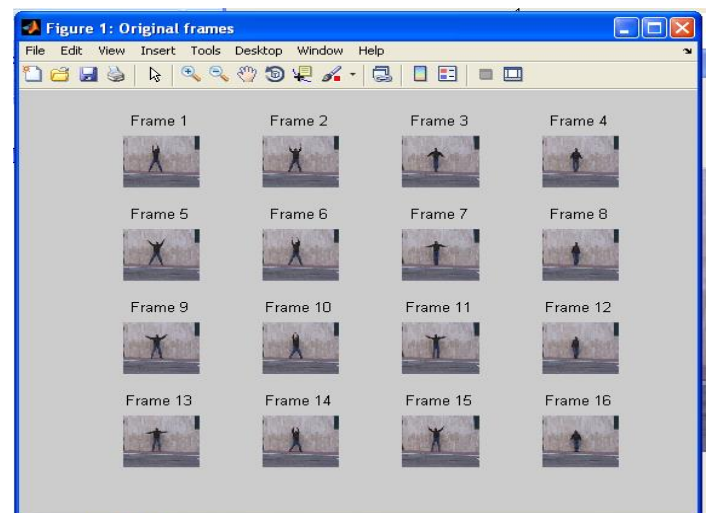 Figure 1: Original frames
File Edit View Insert Tools Desktop Window Help
Frame 1 Frame 2 Frame 3 Frame 4
Frame 5 Frame 6 Frame 7 Frame 8
Frame 9 Frame 10 Frame 11 Frame 12
Frame 13 Frame 14 Frame 15 Frame 16